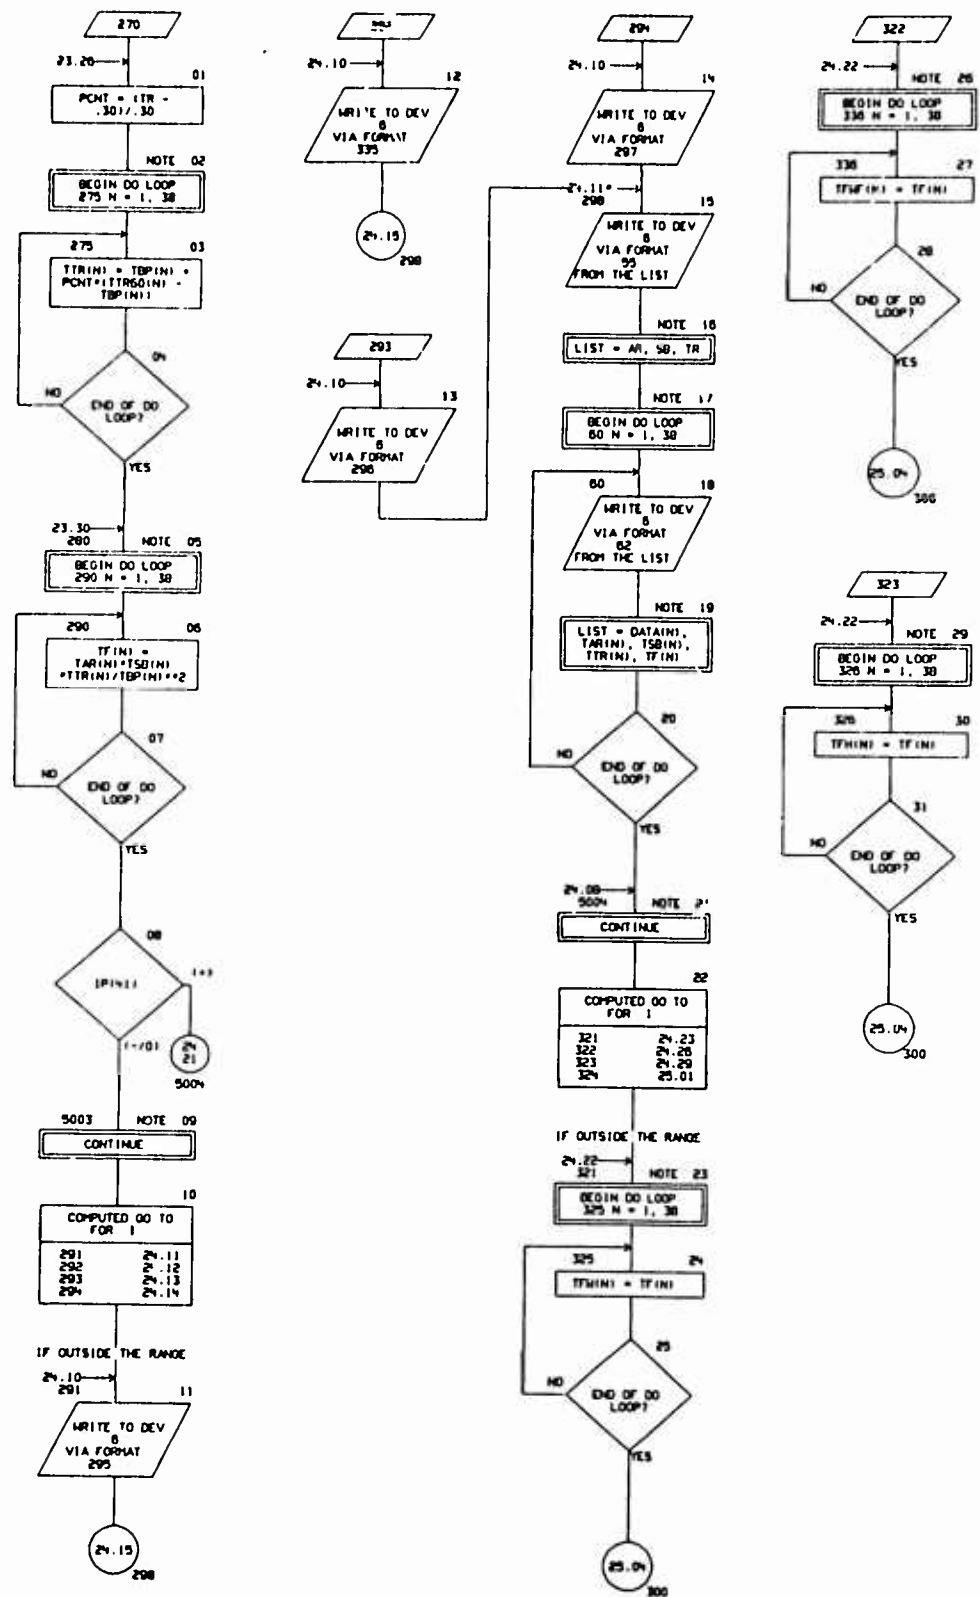 270
23.26
01
PCNT = (TR -
.30)/.30
NOTE 02
BEGIN DO LOOP
275 N = 1, 38
275 03
TTR(N) = TBP(N) +
PCNT*(TTR60(N) -
TBP(N))
04
NO
END OF DO
LOOP?
YES
23.30
280 NOTE 05
BEGIN DO LOOP
290 N = 1, 38
290 06
TF(N) =
TAR(N)*TSB(N)
*TTR(N)/TBP(N)**2
07
NO
END OF DO
LOOP?
YES
08
(+)
(-/0)
24
21
5004
5003 NOTE 09
CONTINUE
10
COMPUTED GO TO
FOR I
291 24.11
292 24.12
293 24.13
294 24.14
IF OUTSIDE THE RANGE
24.10
291
11
WRITE TO DEV
6
VIA FORMAT
295
24.15
298
24.10
12
WRITE TO DEV
6
VIA FORMAT
335
24.15
298
293
24.10
13
WRITE TO DEV
6
VIA FORMAT
296
294
24.10
14
WRITE TO DEV
6
VIA FORMAT
297
24.11*
298
15
WRITE TO DEV
6
VIA FORMAT
55
FROM THE LIST
NOTE 16
LIST = AR, SB, TR
NOTE 17
BEGIN DO LOOP
60 N = 1, 38
60 18
WRITE TO DEV
6
VIA FORMAT
62
FROM THE LIST
NOTE 19
LIST = DATA(N),
TAR(N), TSB(N),
TTR(N), TF(N)
20
NO
END OF DO
LOOP?
YES
24.08
5004 NOTE 21
CONTINUE
22
COMPUTED GO TO
FOR I
321 24.23
322 24.26
323 24.29
324 25.01
IF OUTSIDE THE RANGE
24.22
321 NOTE 23
BEGIN DO LOOP
325 N = 1, 38
325 24
TFW(N) = TF(N)
25
NO
END OF DO
LOOP?
YES
25.04
300
322
24.22
NOTE 26
BEGIN DO LOOP
336 N = 1, 38
336 27
TFWF(N) = TF(N)
28
NO
END OF DO
LOOP?
YES
25.04
300
323
24.22
NOTE 29
BEGIN DO LOOP
326 N = 1, 38
326 30
TFH(N) = TF(N)
31
NO
END OF DO
LOOP?
YES
25.04
300